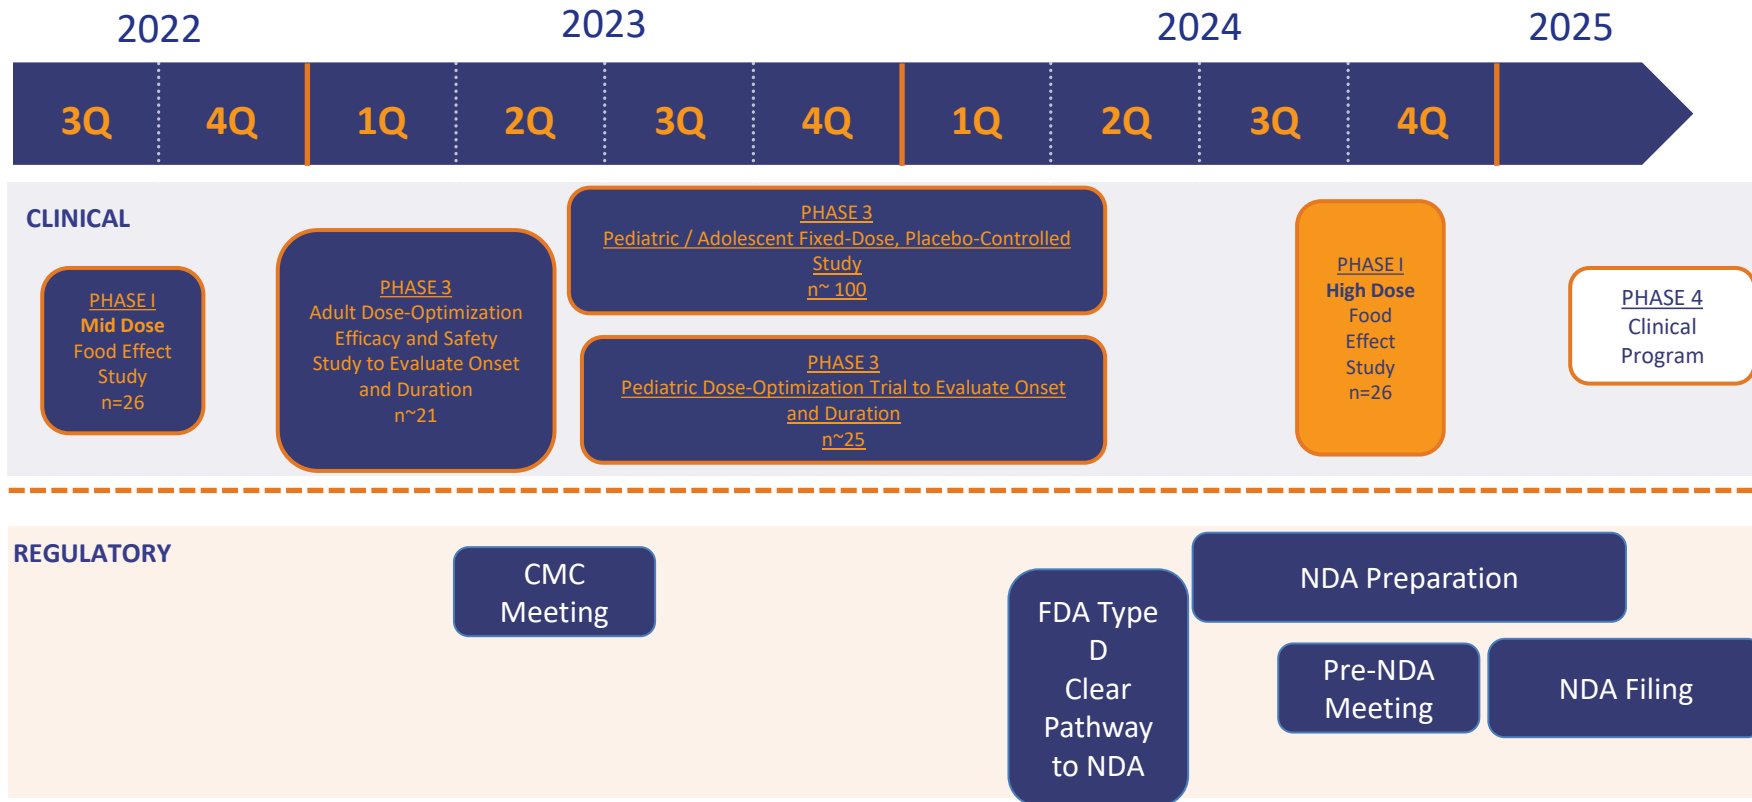 2022
2023
2024
2025
3Q
4Q
1Q
2Q
3Q
4Q
1Q
2Q
3Q
4Q
CLINICAL
PHASE I
Mid Dose
Food Effect
Study
n=26
PHASE 3
Adult Dose-Optimization
Efficacy and Safety
Study to Evaluate Onset
and Duration
n~21
PHASE 3
Pediatric / Adolescent Fixed-Dose, Placebo-Controlled
Study
n~ 100
PHASE 3
Pediatric Dose-Optimization Trial to Evaluate Onset
and Duration
n~25
PHASE I
High Dose
Food
Effect
Study
n=26
PHASE 4
Clinical
Program
REGULATORY
CMC
Meeting
FDA Type
D
Clear
Pathway
to NDA
NDA Preparation
Pre-NDA
Meeting
NDA Filing